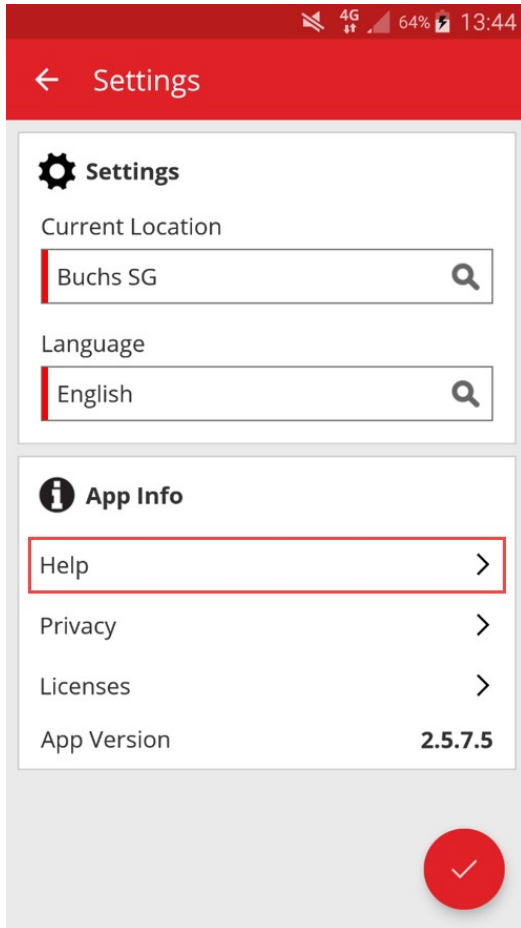 4G 64% 13:44
Settings
Settings
Current Location
Buchs SG
Language
English
App Info
Help
Privacy
Licenses
App Version 2.5.7.5